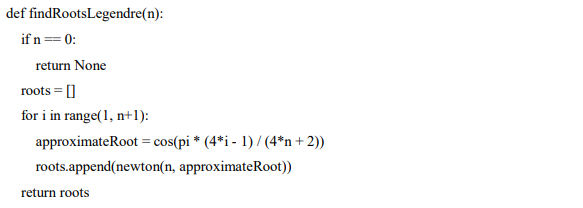 def findRootsLegendre(n):
if n == 0:
return None
roots = []
for i in range(1, n+1):
approximateRoot = cos(pi * (4*i - 1) / (4*n + 2))
roots.append(newton(n, approximateRoot))
return roots